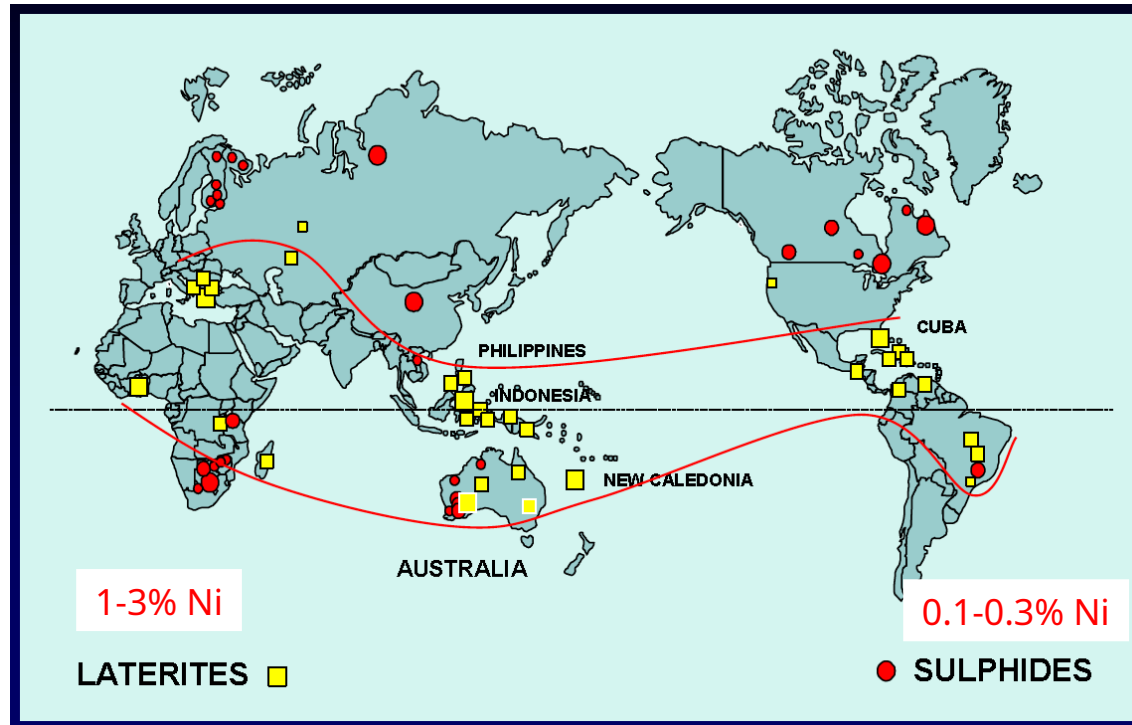 CUBA
PHILIPPINES
INDONESIA
NEW CALEDONIA
AUSTRALIA
1-3% Ni
0.1-0.3% Ni
LATERITES
SULPHIDES